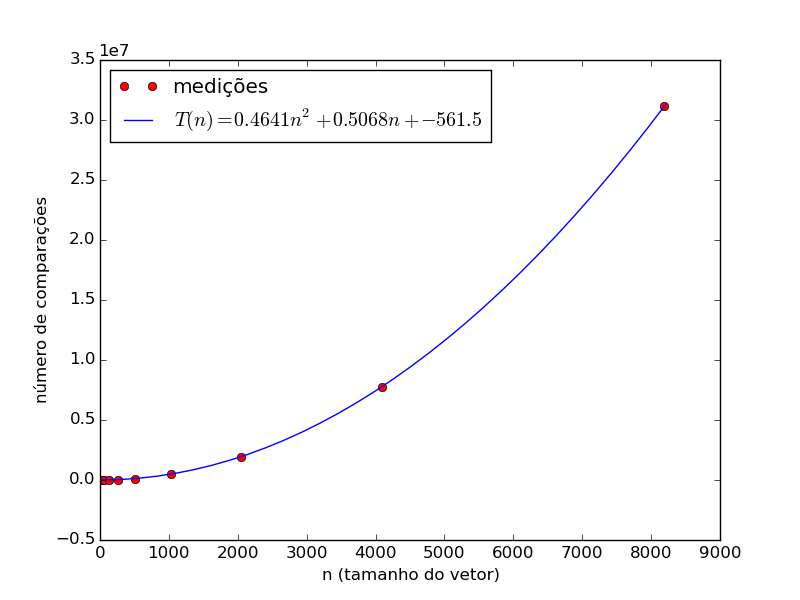 1e7
3.5
3.0
2.5
2.0
1.5
1.0
0.5
0.0
−0.5
número de comparações
medições
T(n)=0.4641n² +0.5068n+−561.5
0 1000 2000 3000 4000 5000 6000 7000 8000 9000
n (tamanho do vetor)